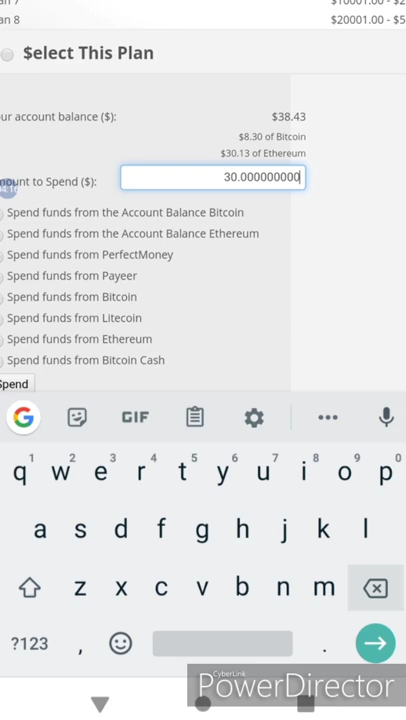 an 7 $10001.00 - $2
an 8 $20001.00 - $5
$elect This Plan
ur account balance ($): $38.43
$8.30 of Bitcoin
$30.13 of Ethereum
mount to Spend ($): 30.000000000
Spend funds from the Account Balance Bitcoin
Spend funds from the Account Balance Ethereum
Spend funds from PerfectMoney
Spend funds from Payeer
Spend funds from Bitcoin
Spend funds from Litecoin
Spend funds from Ethereum
Spend funds from Bitcoin Cash
Spend
G GIF
1 2 3 4 5 6 7 8 9 0
q w e r t y u i o p
a s d f g h j k l
z x c v b n m
?123 , .
CyberLink
PowerDirector